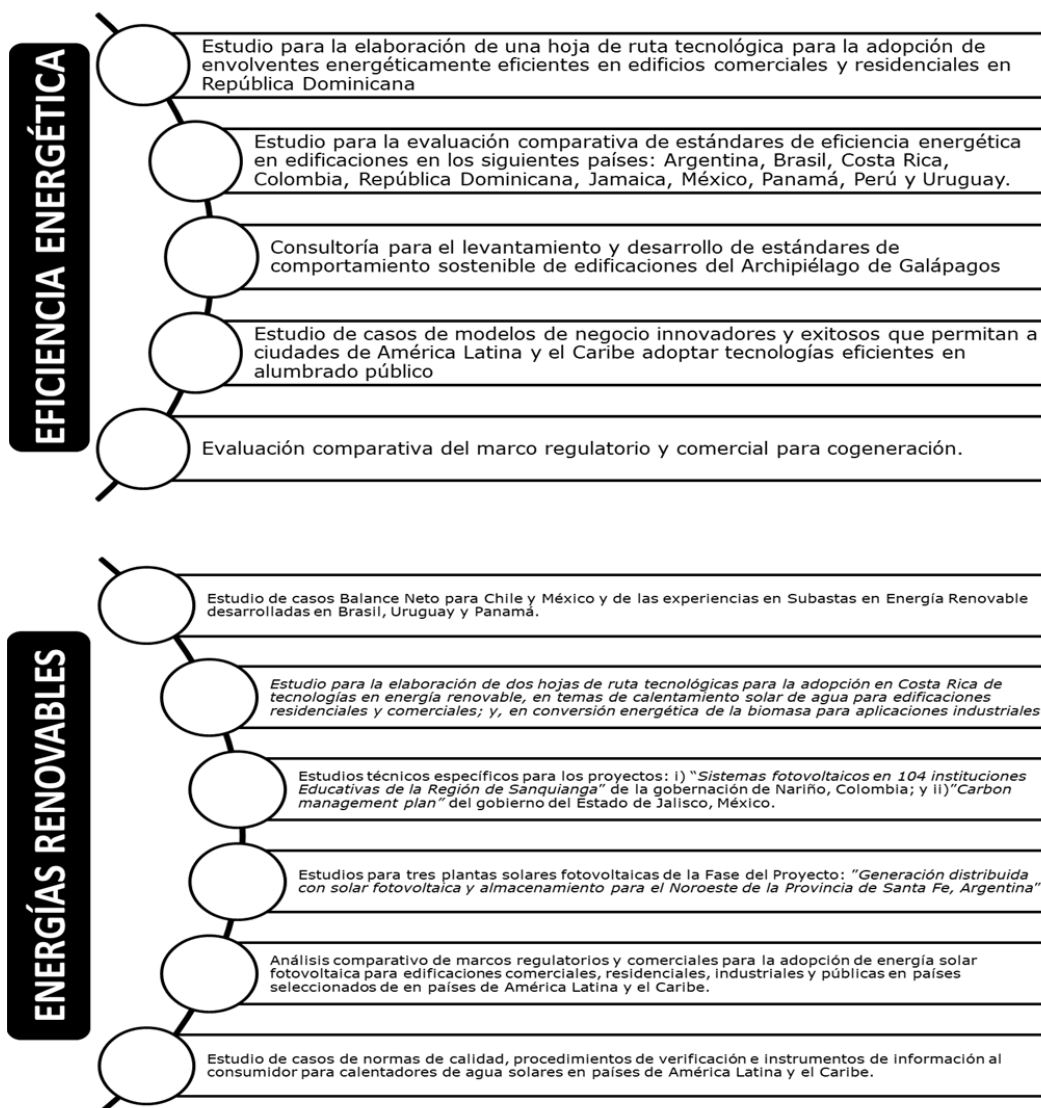 EFICIENCIA ENERGÉTICA
Estudio para la elaboración de una hoja de ruta tecnológica para la adopción de
envolventes energéticamente eficientes en edificios comerciales y residenciales en
República Dominicana
Estudio para la evaluación comparativa de estándares de eficiencia energética
en edificaciones en los siguientes países: Argentina, Brasil, Costa Rica,
Colombia, República Dominicana, Jamaica, México, Panamá, Perú y Uruguay.
Consultoría para el levantamiento y desarrollo de estándares de
comportamiento sostenible de edificaciones del Archipiélago de Galápagos
Estudio de casos de modelos de negocio innovadores y exitosos que permitan a
ciudades de América Latina y el Caribe adoptar tecnologías eficientes en
alumbrado público
Evaluación comparativa del marco regulatorio y comercial para cogeneración.
ENERGÍAS RENOVABLES
Estudio de casos Balance Neto para Chile y México y de las experiencias en Subastas en Energía Renovable
desarrolladas en Brasil, Uruguay y Panamá.
Estudio para la elaboración de dos hojas de ruta tecnológicas para la adopción en Costa Rica de
tecnologías en energía renovable, en temas de calentamiento solar de agua para edificaciones
residenciales y comerciales; y, en conversión energética de la biomasa para aplicaciones industriales
Estudios técnicos específicos para los proyectos: i) “Sistemas fotovoltaicos en 104 instituciones
Educativas de la Región de Sanquianga” de la gobernación de Nariño, Colombia; y ii)”Carbon
management plan” del gobierno del Estado de Jalisco, México.
Estudios para tres plantas solares fotovoltaicas de la Fase del Proyecto: ”Generación distribuida
con solar fotovoltaica y almacenamiento para el Noroeste de la Provincia de Santa Fe, Argentina”
Análisis comparativo de marcos regulatorios y comerciales para la adopción de energía solar
fotovoltaica para edificaciones comerciales, residenciales, industriales y públicas en países
seleccionados de en países de América Latina y el Caribe.
Estudio de casos de normas de calidad, procedimientos de verificación e instrumentos de información al
consumidor para calentadores de agua solares en países de América Latina y el Caribe.